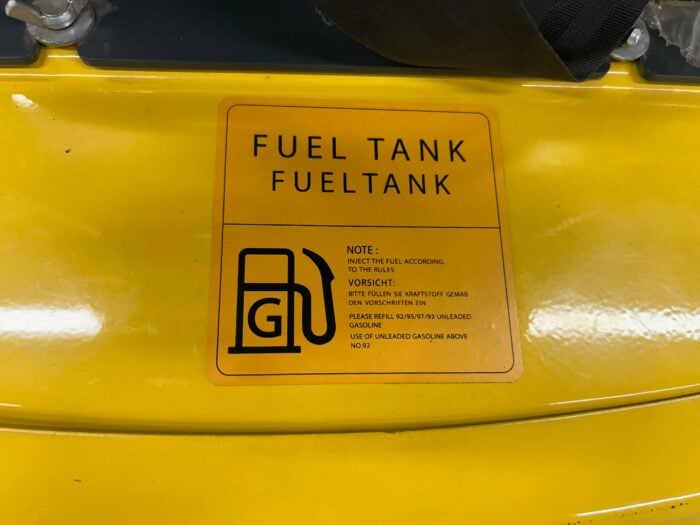 FUEL TANK
FUELTANK
NOTE :
INJECT THE FUEL ACCORDING
TO THE RULES
VORSICHT:
BITTE FÜLLEN SIE KRAFTSTOFF GEMÄß
DEN VORSCHRIFTEN EIN
PLEASE REFILL 92/95/97/93 UNLEADED
GASOLINE
USE OF UNLEADED GASOLINE ABOVE
NO.92
G